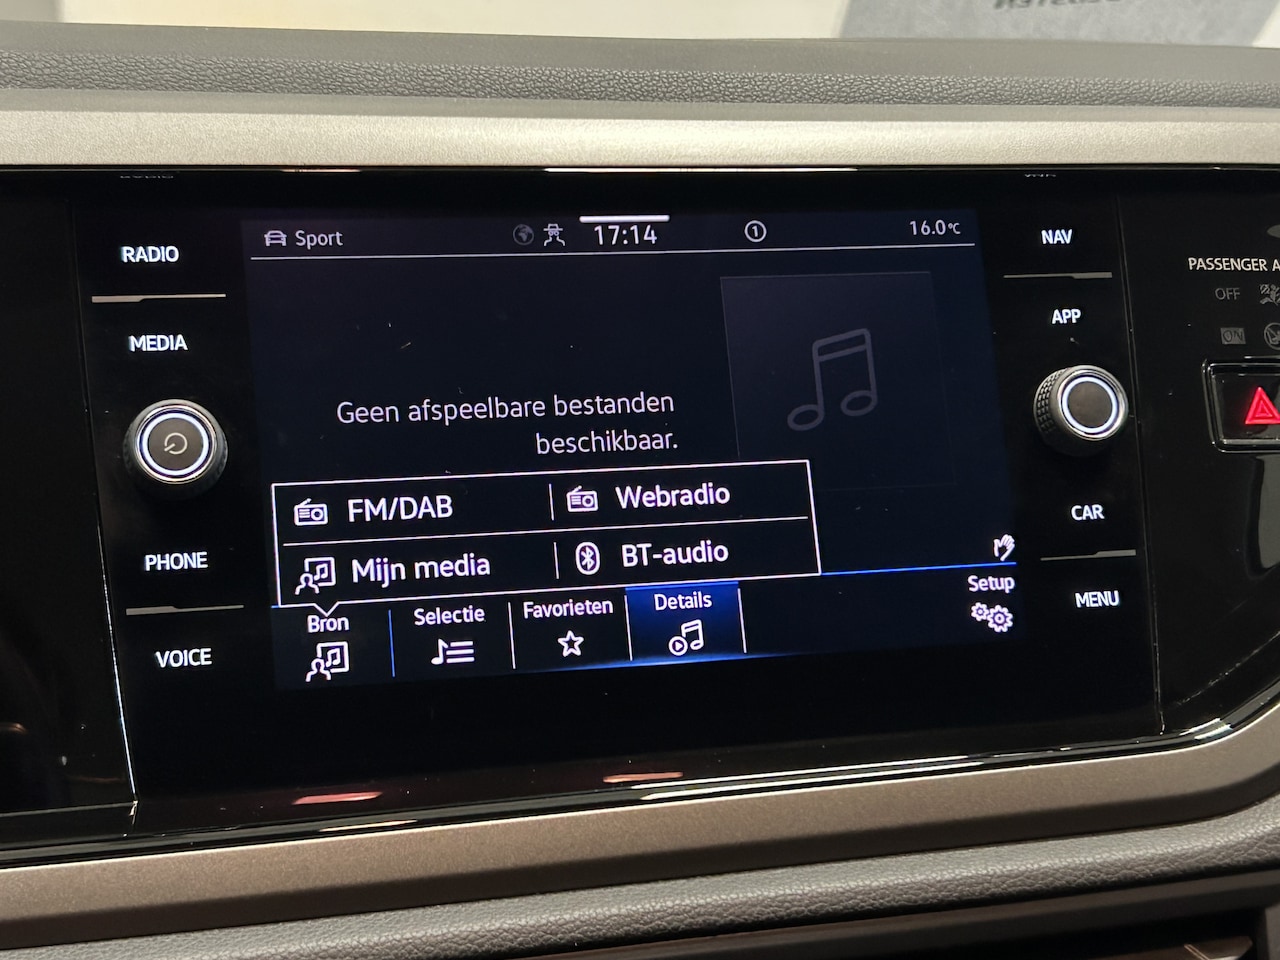 RADIO
MEDIA
PHONE
VOICE
Sport
17:14
1
16.0°C
Geen afspeelbare bestanden
beschikbaar.
FM/DAB
Webradio
Mijn media
BT-audio
Bron
Selectie
Favorieten
Details
Setup
NAV
APP
CAR
MENU
PASSENGER A
OFF
ON